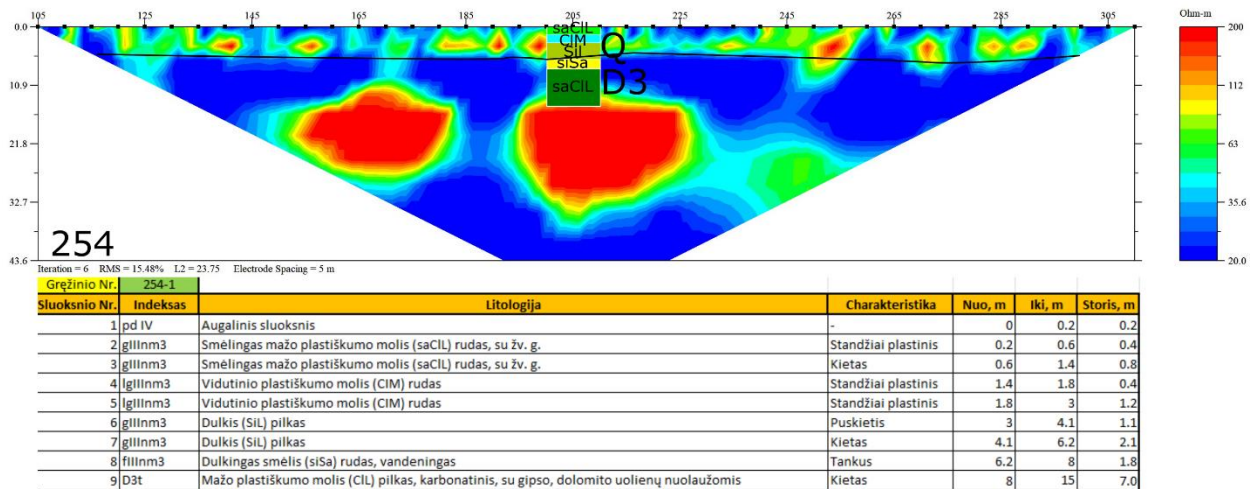 105 125 145 165 185 205 225 245 265 285 305
Ohm-m
0.0
10.9
21.8
32.7
43.6
saClL
CIM
SiL
siSa
saClL
Q
D3
200
112
63
35.6
20.0
254
Iteration = 6 RMS = 15.48% L2 = 23.75 Electrode Spacing = 5 m
Gręžinio Nr. 254-1
Sluoksnio Nr. Indeksas Litologija Charakteristika Nuo, m Iki, m Storis, m
1 pd IV Augalinis sluoksnis - 0 0.2 0.2
2 gIIInm3 Smėlingas mažo plastiškumo molis (saClL) rudas, su žv. g. Standžiai plastinis 0.2 0.6 0.4
3 gIIInm3 Smėlingas mažo plastiškumo molis (saClL) rudas, su žv. g. Kietas 0.6 1.4 0.8
4 lgIIInm3 Vidutinio plastiškumo molis (CIM) rudas Standžiai plastinis 1.4 1.8 0.4
5 lgIIInm3 Vidutinio plastiškumo molis (CIM) rudas Standžiai plastinis 1.8 3 1.2
6 gIIInm3 Dulkis (SiL) pilkas Puskietis 3 4.1 1.1
7 gIIInm3 Dulkis (SiL) pilkas Kietas 4.1 6.2 2.1
8 fIIInm3 Dulkingas smėlis (siSa) rudas, vandeningas Tankus 6.2 8 1.8
9 D3t Mažo plastiškumo molis (ClL) pilkas, karbonatinis, su gipso, dolomito uolienų nuolaužomis Kietas 8 15 7.0